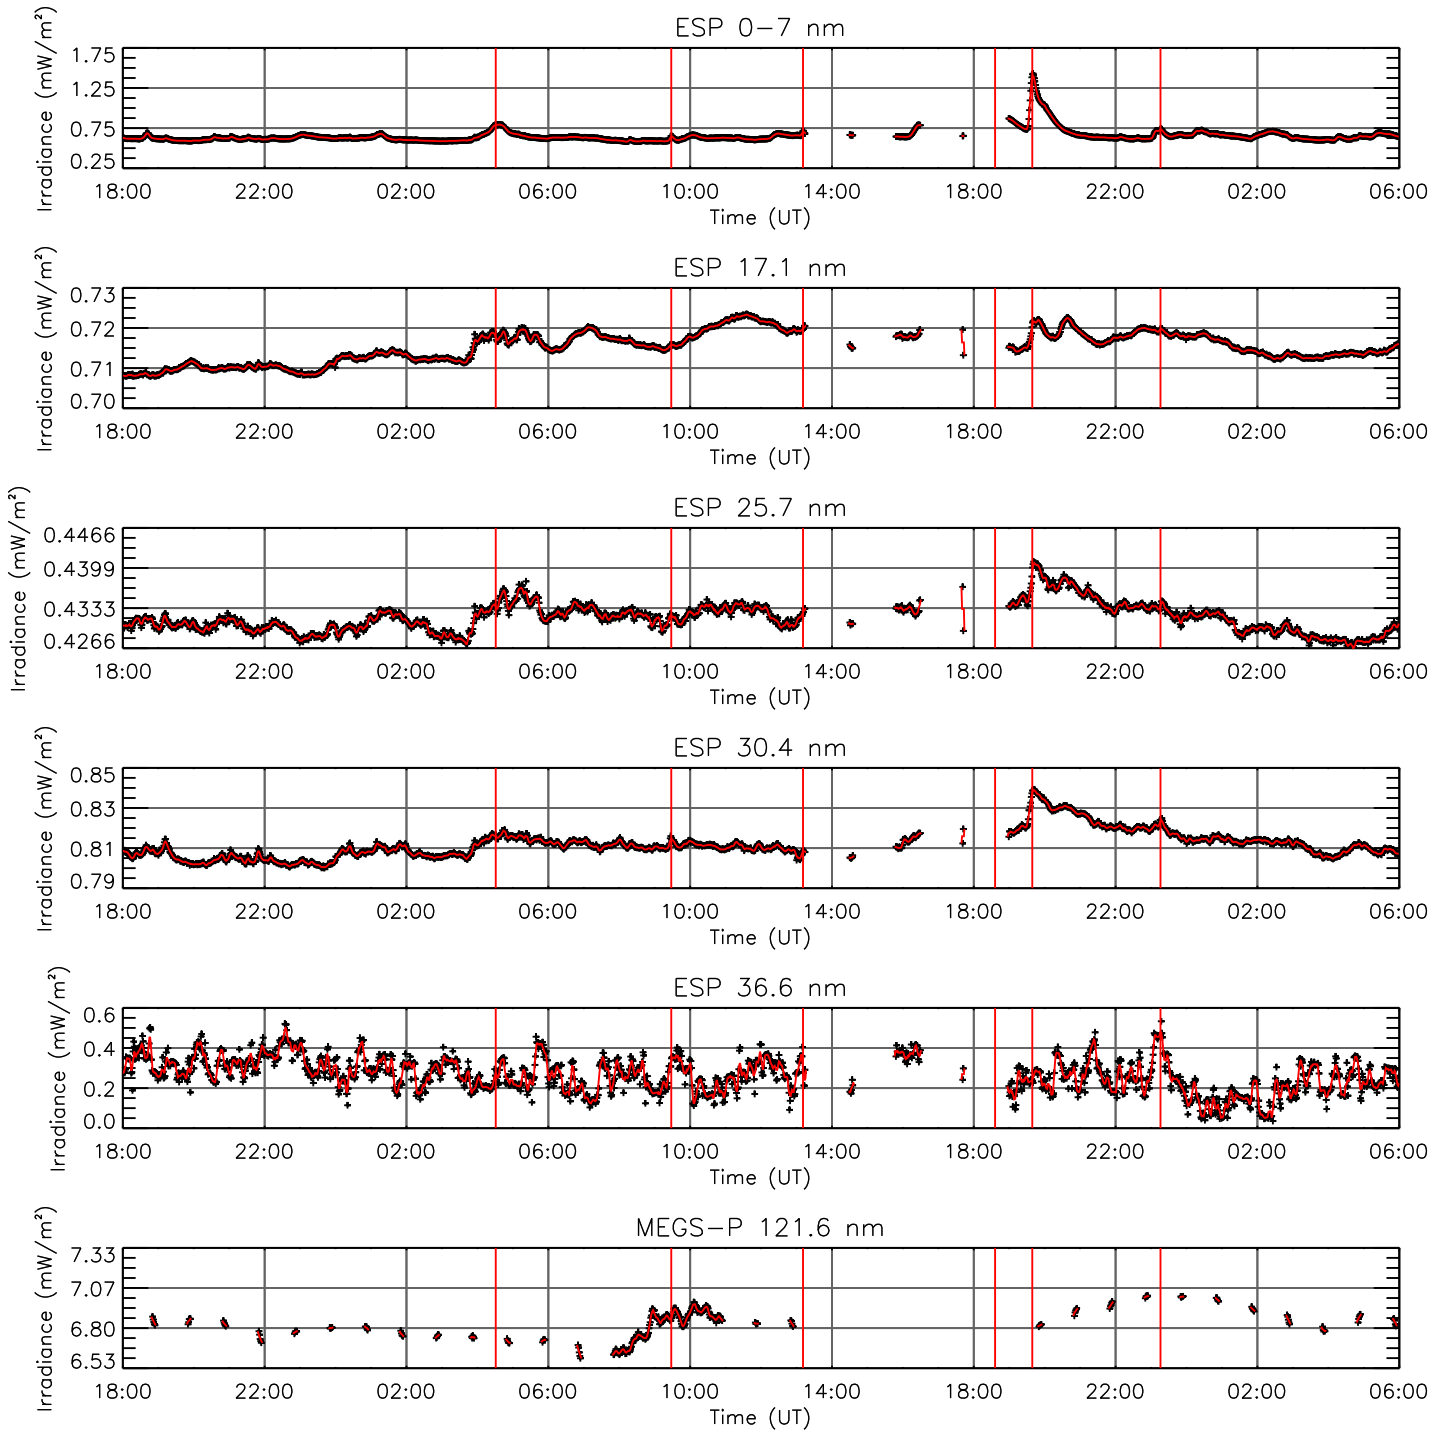 ESP 0-7 nm
Irradiance (mW/m²)
1.75
1.25
0.75
0.25
18:00 22:00 02:00 06:00 10:00 14:00 18:00 22:00 02:00 06:00
Time (UT)
ESP 17.1 nm
Irradiance (mW/m²)
0.73
0.72
0.71
0.70
18:00 22:00 02:00 06:00 10:00 14:00 18:00 22:00 02:00 06:00
Time (UT)
ESP 25.7 nm
Irradiance (mW/m²)
0.4466
0.4399
0.4333
0.4266
18:00 22:00 02:00 06:00 10:00 14:00 18:00 22:00 02:00 06:00
Time (UT)
ESP 30.4 nm
Irradiance (mW/m²)
0.85
0.83
0.81
0.79
18:00 22:00 02:00 06:00 10:00 14:00 18:00 22:00 02:00 06:00
Time (UT)
ESP 36.6 nm
Irradiance (mW/m²)
0.6
0.4
0.2
0.0
18:00 22:00 02:00 06:00 10:00 14:00 18:00 22:00 02:00 06:00
Time (UT)
MEGS-P 121.6 nm
Irradiance (mW/m²)
7.33
7.07
6.80
6.53
18:00 22:00 02:00 06:00 10:00 14:00 18:00 22:00 02:00 06:00
Time (UT)